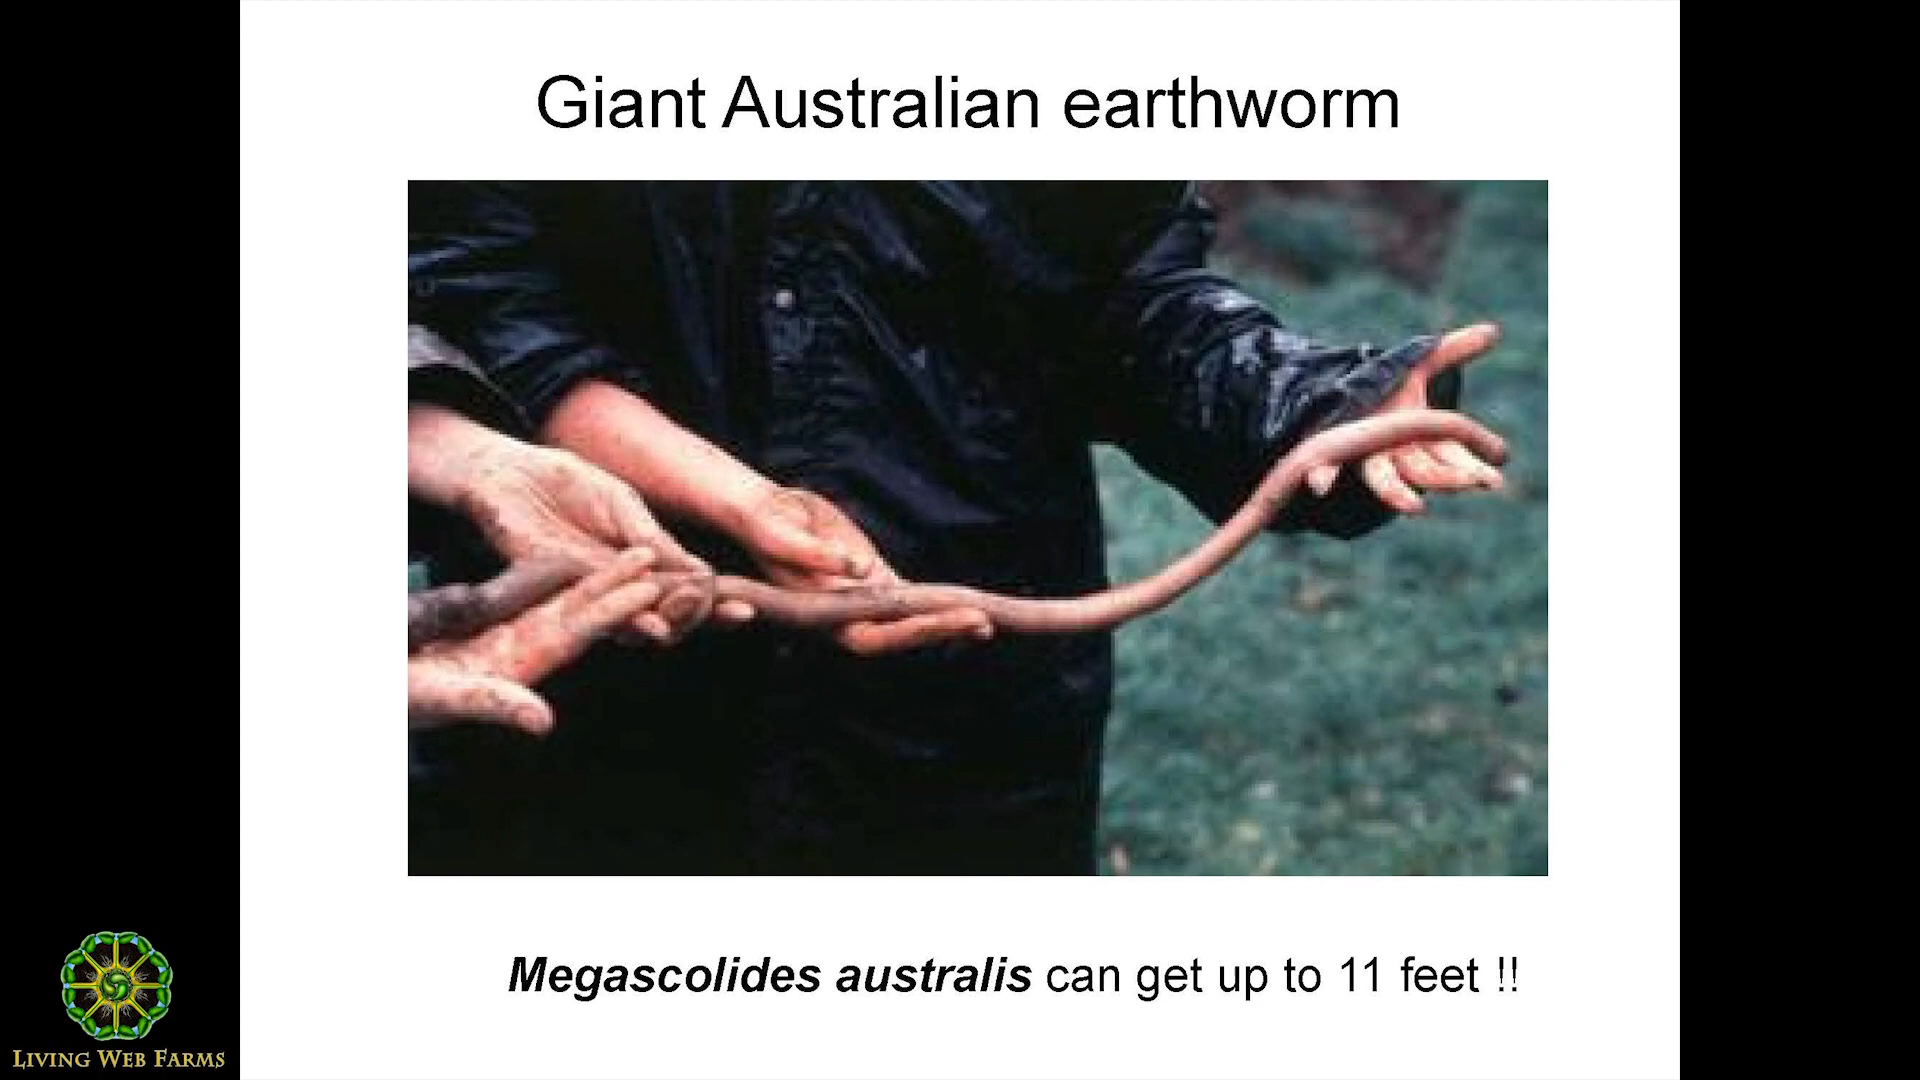 Giant Australian earthworm
Megascolides australis can get up to 11 feet !!
LIVING WEB FARMS